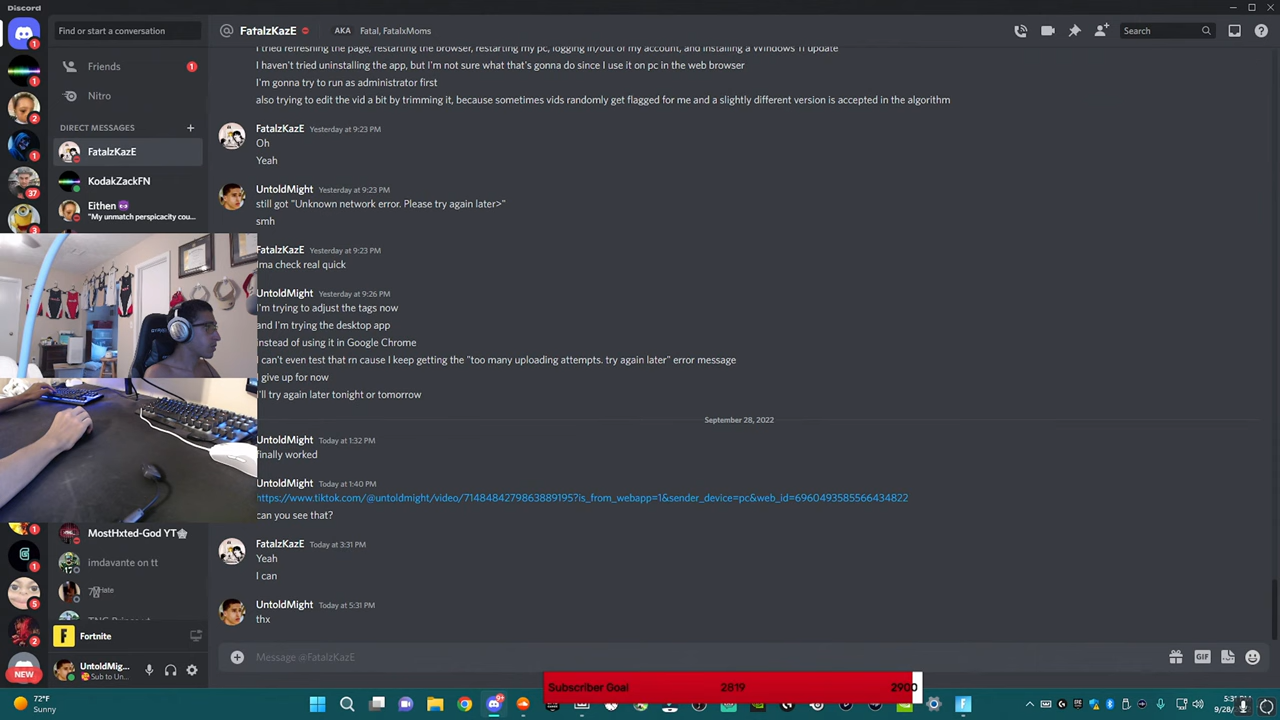 Discord
Find or start a conversation
FatalzKazE
AKA
Fatal, FatalxMoms
Search
Friends
1
Nitro
DIRECT MESSAGES
FatalzKazE
KodakZackFN
Eithen
"My unmatch perspicacity cou...
I tried refreshing the page, restarting the browser, restarting my pc, logging in/out of my account, and installing a Windows 11 update
I haven't tried uninstalling the app, but I'm not sure what that's gonna do since I use it on pc in the web browser
I'm gonna try to run as administrator first
also trying to edit the vid a bit by trimming it, because sometimes vids randomly get flagged for me and a slightly different version is accepted in the algorithm
FatalzKazE Yesterday at 9:23 PM
Oh
Yeah
UntoldMight Yesterday at 9:23 PM
still got "Unknown network error. Please try again later>"
smh
FatalzKazE Yesterday at 9:23 PM
Ima check real quick
UntoldMight Yesterday at 9:26 PM
I'm trying to adjust the tags now
and I'm trying the desktop app
instead of using it in Google Chrome
I can't even test that rn cause I keep getting the "too many uploading attempts. try again later" error message
I give up for now
I'll try again later tonight or tomorrow
September 28, 2022
UntoldMight Today at 1:32 PM
finally worked
UntoldMight Today at 1:40 PM
https://www.tiktok.com/@untoldmight/video/7148484279863889195?is_from_webapp=1&sender_device=pc&web_id=6960493585566434822
can you see that?
FatalzKazE Today at 3:31 PM
Yeah
I can
UntoldMight Today at 5:31 PM
thx
Message @FatalzKazE
GIF
1
1
2
1
37
3
1
5
2
NEW
MostHxted-God YT
imdavante on tt
Fortnite
UntoldMig...
Sub to Un...
Subscriber Goal 2819 2900
72°F
Sunny
5:31 PM
9/28/